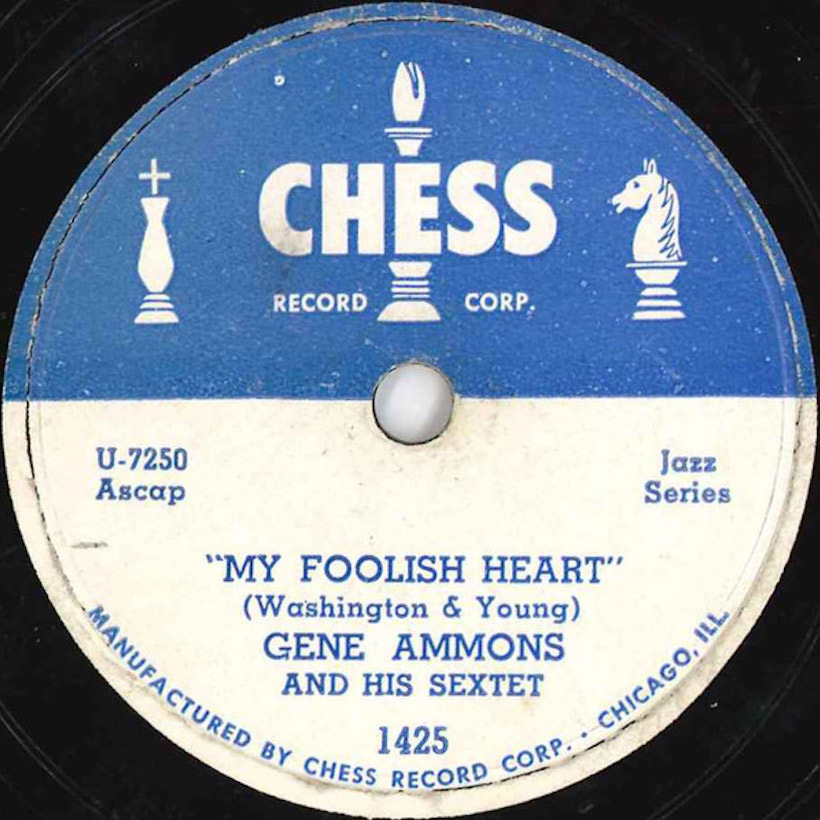 CHESS
RECORD CORP.
U-7250
Ascap
Jazz
Series
"MY FOOLISH HEART"
(Washington & Young)
GENE AMMONS
AND HIS SEXTET
1425
MANUFACTURED BY CHESS RECORD CORP. · CHICAGO, ILL.